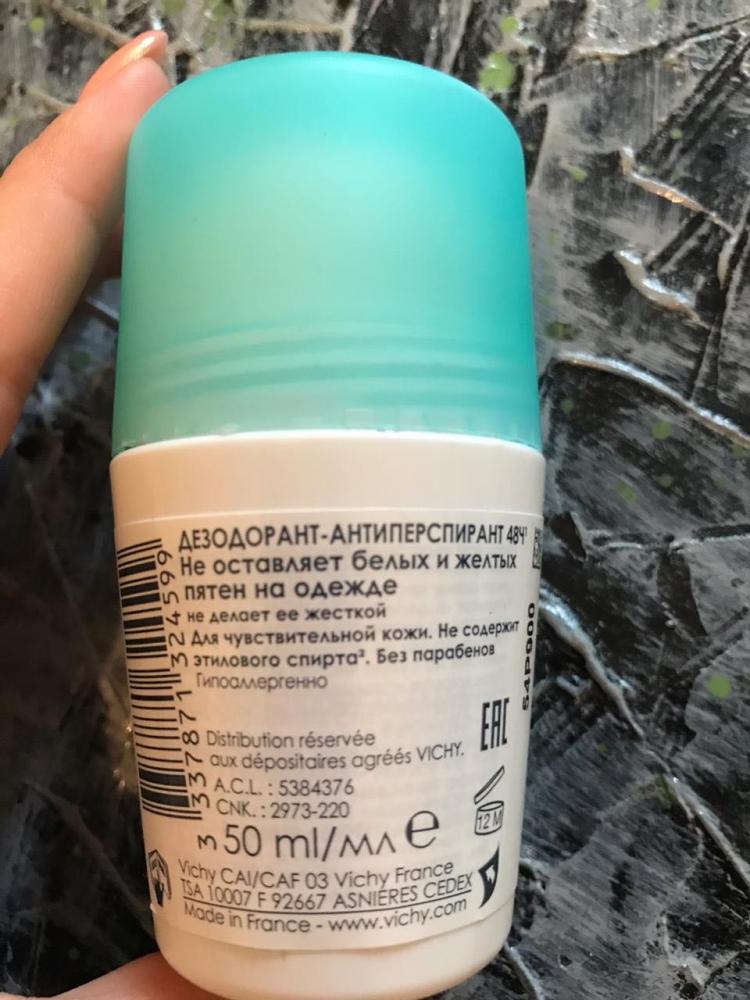 ДЕЗОДОРАНТ-АНТИПЕРСПИРАНТ 48Ч¹
Не оставляет белых и желтых
пятен на одежде
не делает ее жесткой
Для чувствительной кожи. Не содержит
этилового спирта². Без парабенов
Гипоаллергенно
54P900
EAC
Distribution réservée
aux dépositaires agréés VICHY.
A.C.L. : 5384376
CNK. : 2973-220
12 M
50 ml/мл e
Vichy CAI/CAF 03 Vichy France
TSA 10007 F 92667 ASNIÈRES CEDEX
Made in France - www.vichy.com
3 337871 324599